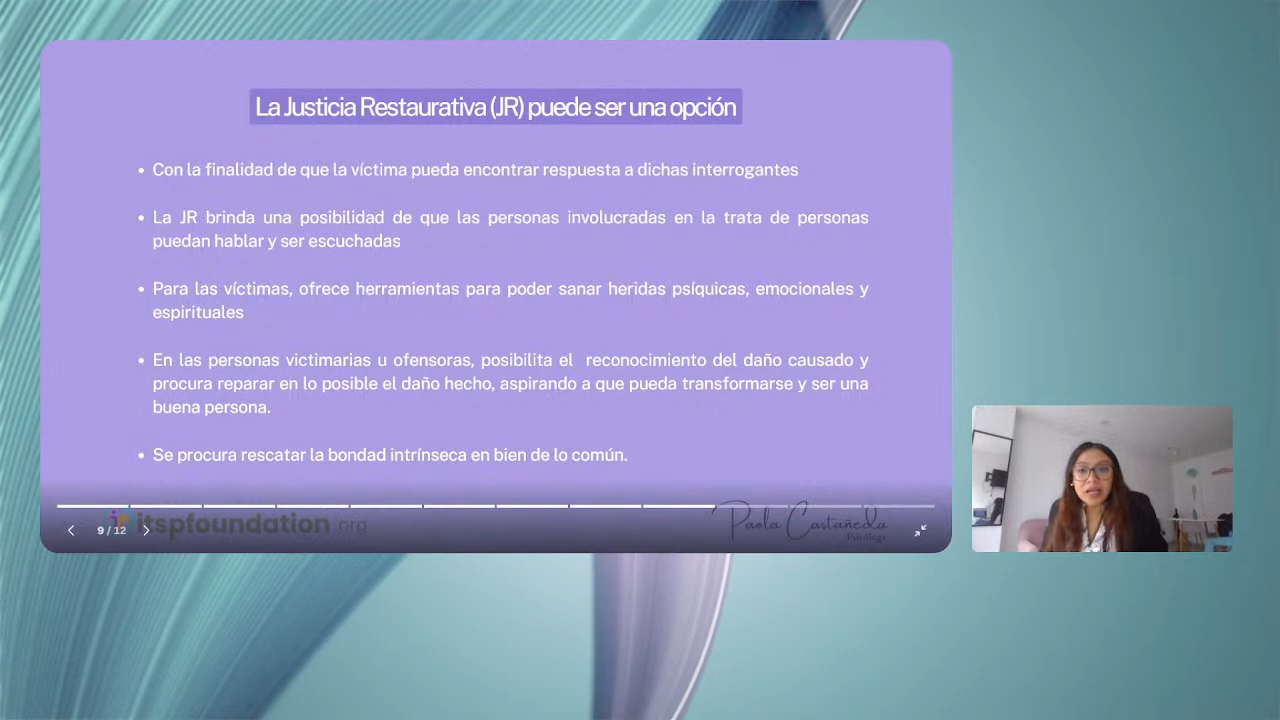 La Justicia Restaurativa (JR) puede ser una opción
• Con la finalidad de que la víctima pueda encontrar respuesta a dichas interrogantes
• La JR brinda una posibilidad de que las personas involucradas en la trata de personas
puedan hablar y ser escuchadas
• Para las víctimas, ofrece herramientas para poder sanar heridas psíquicas, emocionales y
espirituales
• En las personas victimarias u ofensoras, posibilita el  reconocimiento del daño causado y
procura reparar en lo posible el daño hecho, aspirando a que pueda transformarse y ser una
buena persona.
• Se procura rescatar la bondad intrínseca en bien de lo común.
itspfoundation.org
Paola Castañeda
Psicóloga
9 / 12